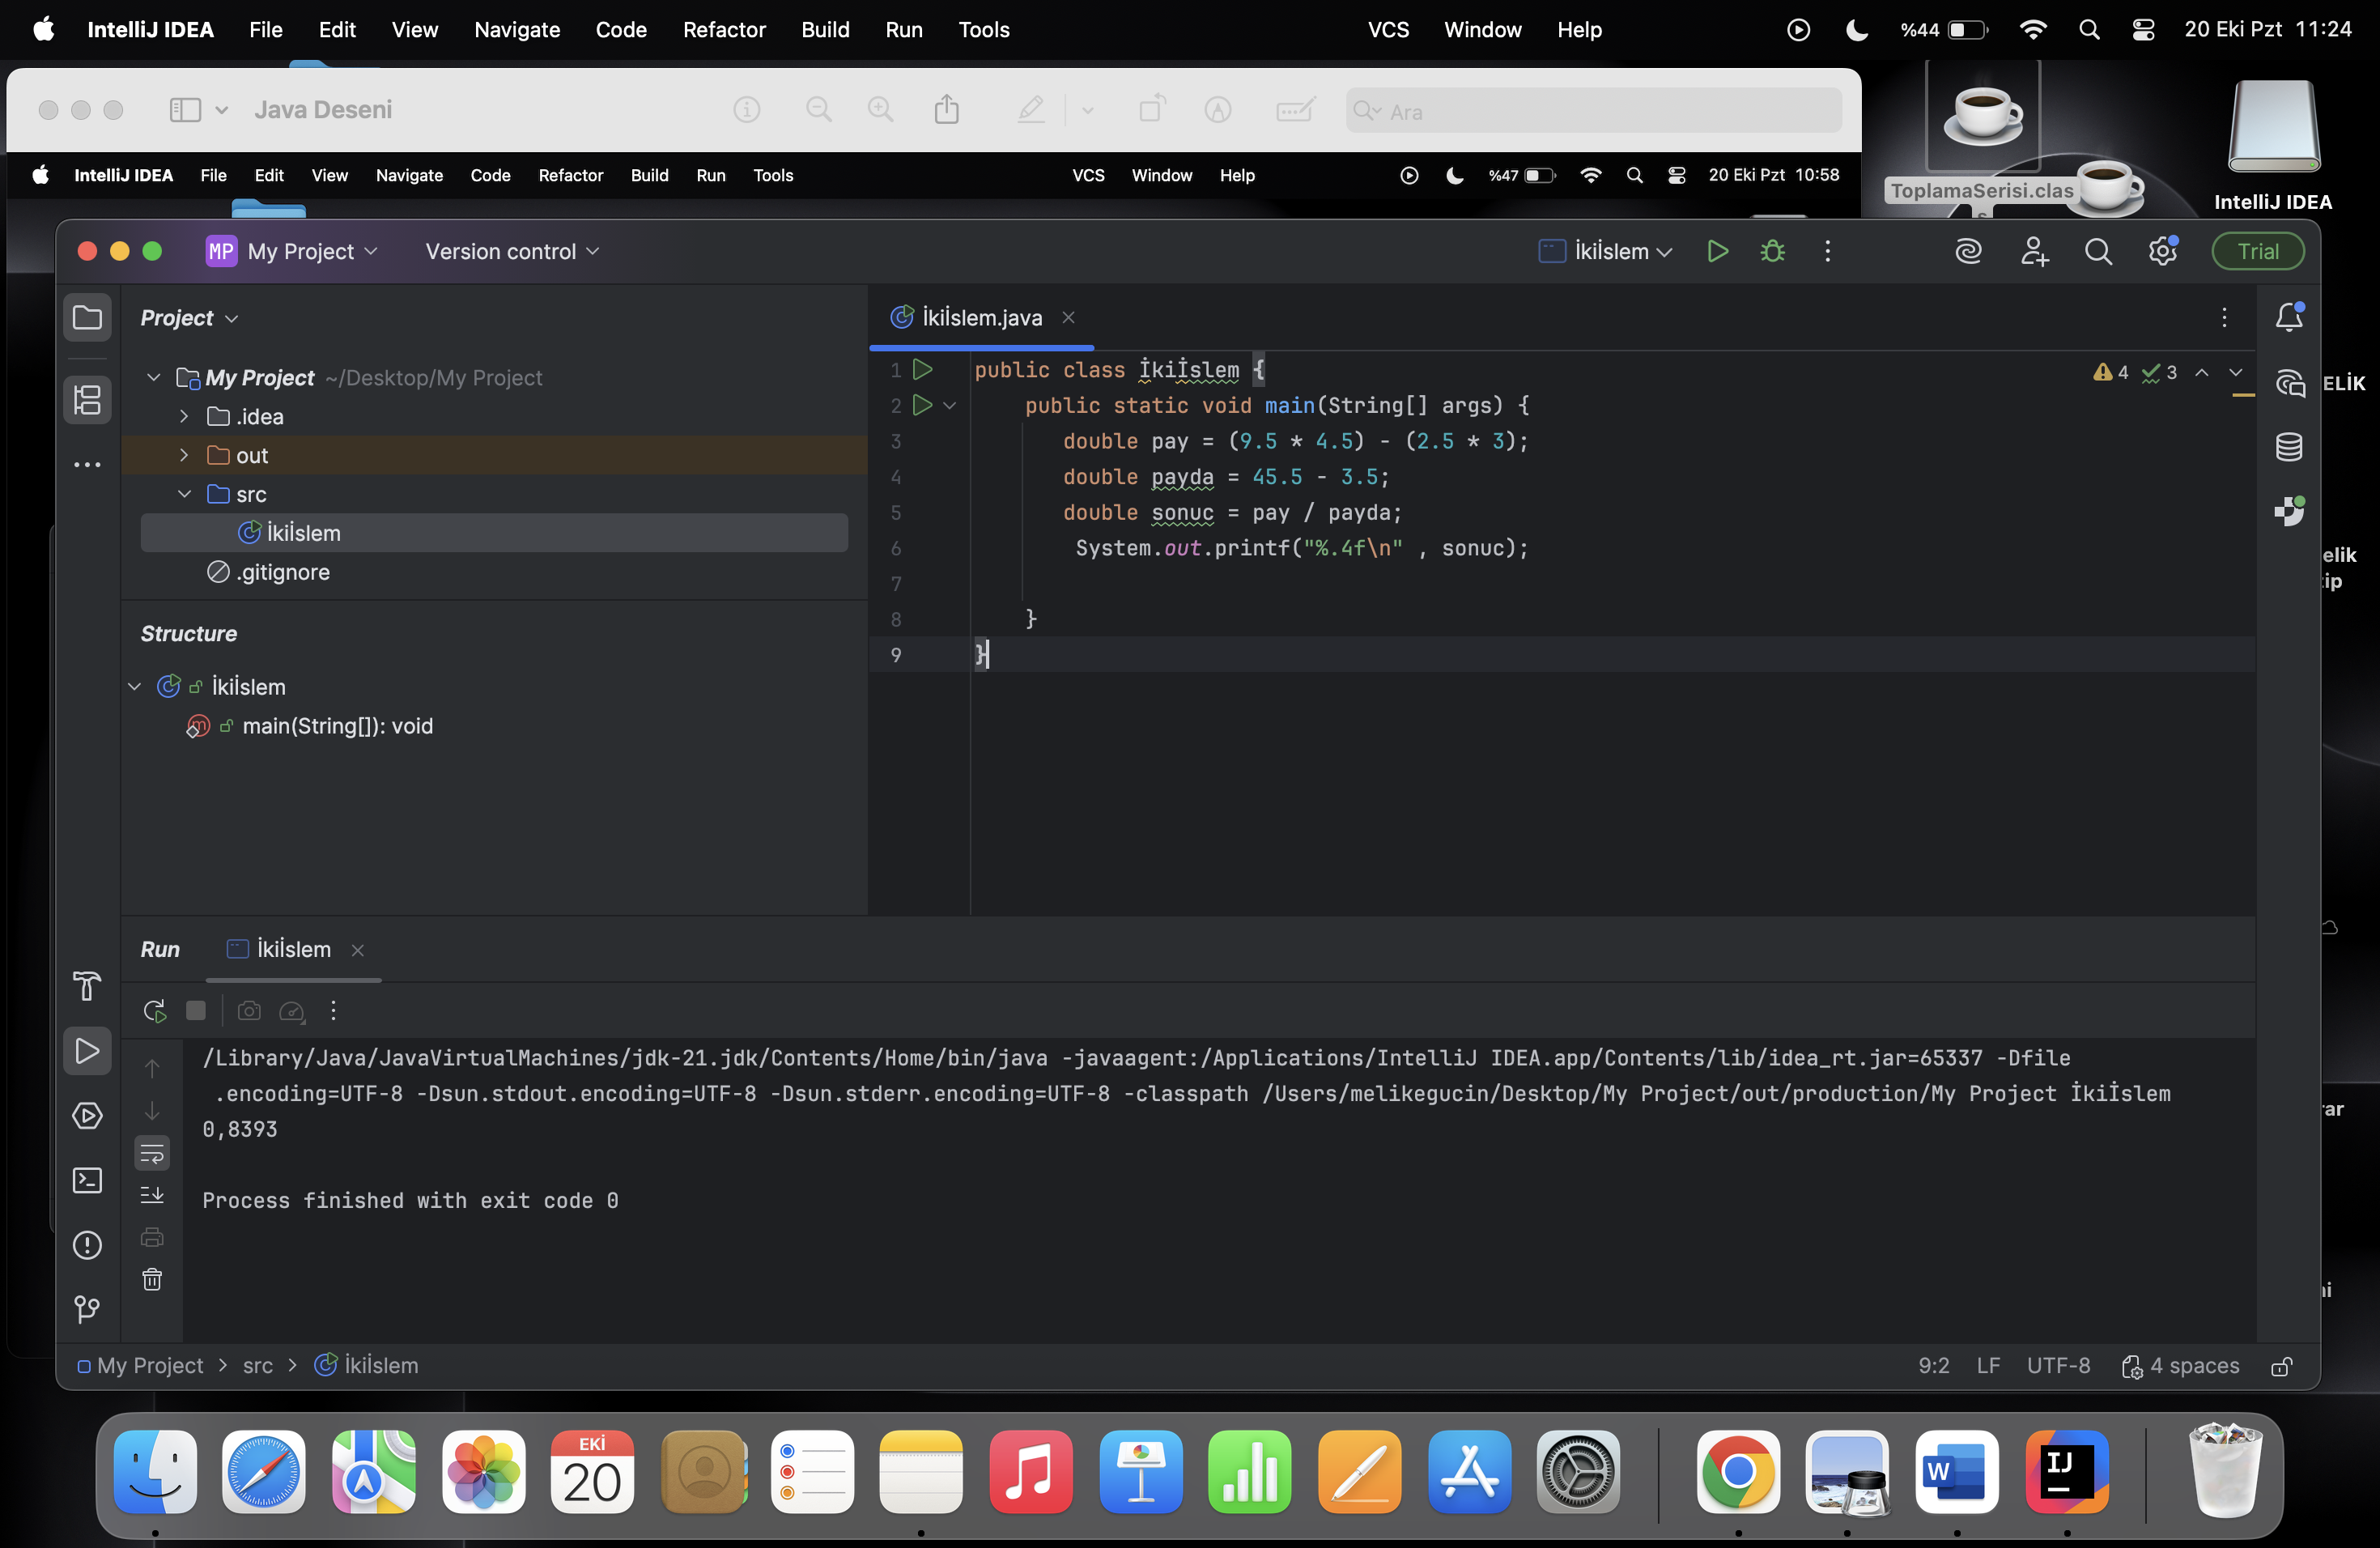 IntelliJ IDEA File Edit View Navigate Code Refactor Build Run Tools VCS Window Help %44 20 Eki Pzt 11:24
Java Deseni Ara
IntelliJ IDEA File Edit View Navigate Code Refactor Build Run Tools VCS Window Help %47 20 Eki Pzt 10:58
ToplamaSerisi.clas
s
IntelliJ IDEA
MP My Project Version control İkiİslem Trial
Project
İkiİslem.java
My Project ~/Desktop/My Project
.idea
out
src
İkiİslem
.gitignore
1 public class İkiİslem {
2 public static void main(String[] args) {
3 double pay = (9.5 * 4.5) - (2.5 * 3);
4 double payda = 45.5 - 3.5;
5 double sonuc = pay / payda;
6 System.out.printf("%.4f\n" , sonuc);
7
8 }
9 }
4 3
ELİK
elik
Structure
İkiİslem
main(String[]): void
Run İkiİslem
/Library/Java/JavaVirtualMachines/jdk-21.jdk/Contents/Home/bin/java -javaagent:/Applications/IntelliJ IDEA.app/Contents/lib/idea_rt.jar=65337 -Dfile
.encoding=UTF-8 -Dsun.stdout.encoding=UTF-8 -Dsun.stderr.encoding=UTF-8 -classpath /Users/melikegucin/Desktop/My Project/out/production/My Project İkiİslem
0,8393
Process finished with exit code 0
My Project > src > İkiİslem
9:2 LF UTF-8 4 spaces
EKİ
20
W
IJ